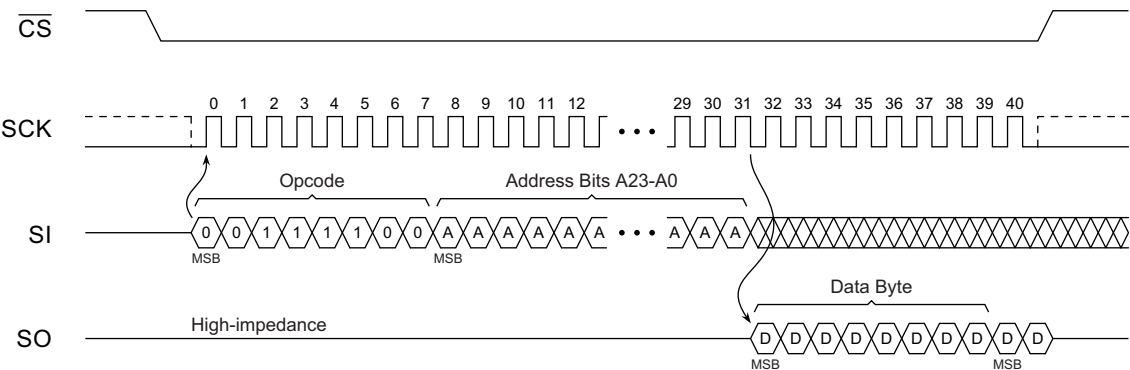 CS
0 1 2 3 4 5 6 7 8 9 10 11 12 29 30 31 32 33 34 35 36 37 38 39 40
SCK
Opcode Address Bits A23-A0
SI 0 0 1 1 1 1 0 0 A A A A A A A A A
MSB MSB
Data Byte
High-impedance
SO D D D D D D D D D D
MSB MSB